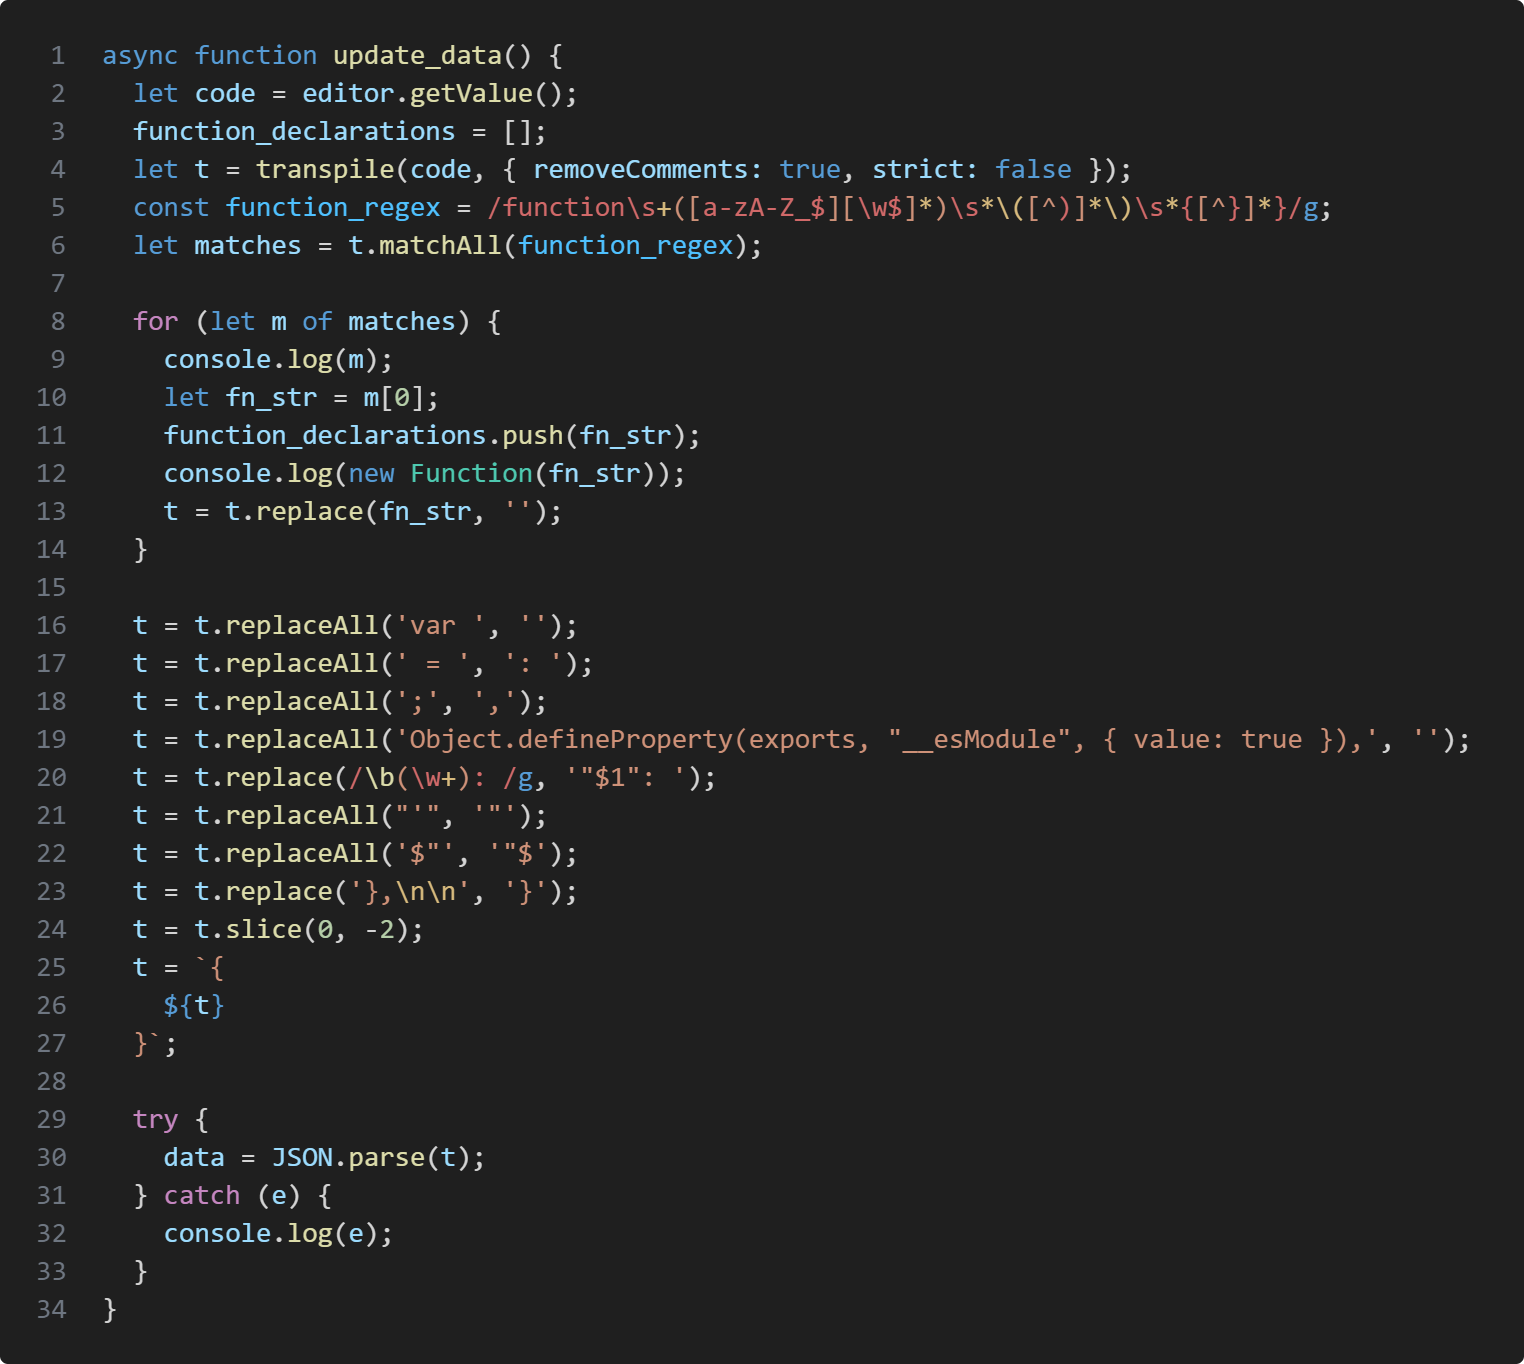 1 async function update_data() {
2   let code = editor.getValue();
3   function_declarations = [];
4   let t = transpile(code, { removeComments: true, strict: false });
5   const function_regex = /function\s+([a-zA-Z_$][\w$]*)\s*\([^)]*\)\s*{[^}]*}/g;
6   let matches = t.matchAll(function_regex);
7
8   for (let m of matches) {
9     console.log(m);
10     let fn_str = m[0];
11     function_declarations.push(fn_str);
12     console.log(new Function(fn_str));
13     t = t.replace(fn_str, '');
14   }
15
16   t = t.replaceAll('var ', '');
17   t = t.replaceAll(' = ', ': ');
18   t = t.replaceAll(';', ',');
19   t = t.replaceAll('Object.defineProperty(exports, "__esModule", { value: true }),', '');
20   t = t.replace(/\b(\w+): /g, '"$1": ');
21   t = t.replaceAll("'", '"');
22   t = t.replaceAll('$"', '"$');
23   t = t.replace('},\n\n', '}');
24   t = t.slice(0, -2);
25   t = `{
26     ${t}
27   }`;
28
29   try {
30     data = JSON.parse(t);
31   } catch (e) {
32     console.log(e);
33   }
34 }